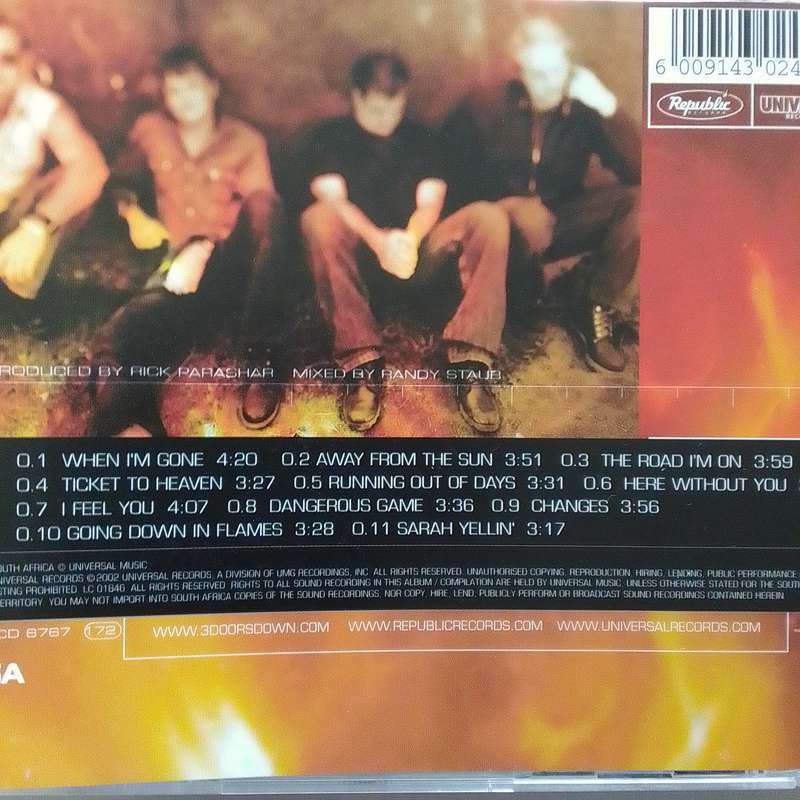 6 009143 024
Republic
RECORDS
UNIV
REC
RODUCED BY RICK PARASHAR MIXED BY RANDY STAUB
0.1 WHEN I'M GONE 4:20 0.2 AWAY FROM THE SUN 3:51 0.3 THE ROAD I'M ON 3:59
0.4 TICKET TO HEAVEN 3:27 0.5 RUNNING OUT OF DAYS 3:31 0.6 HERE WITHOUT YOU
0.7 I FEEL YOU 4:07 0.8 DANGEROUS GAME 3:36 0.9 CHANGES 3:56
0.10 GOING DOWN IN FLAMES 3:28 0.11 SARAH YELLIN' 3:17
OUTH AFRICA © UNIVERSAL MUSIC
NIVERSAL RECORDS ©2002 UNIVERSAL RECORDS, A DIVISION OF UMG RECORDINGS, INC. ALL RIGHTS RESERVED. UNAUTHORISED COPYING, REPRODUCTION, HIRING, LENDING, PUBLIC PERFORMANCE
STING PROHIBITED. LC 01846. ALL RIGHTS RESERVED. RIGHTS TO ALL SOUND RECORDING IN THIS ALBUM / COMPILATION ARE HELD BY UNIVERSAL MUSIC. UNLESS OTHERWISE STATED FOR THE SOUT
ERRITORY. YOU MAY NOT IMPORT INTO SOUTH AFRICA COPIES OF THE SOUND RECORDINGS, NOR COPY, HIRE, LEND, PUBLICLY PERFORM OR BROADCAST SOUND RECORDINGS CONTAINED HEREIN.
CD 6767 172 WWW.3DOORSDOWN.COM WWW.REPUBLICRECORDS.COM WWW.UNIVERSALRECORDS.COM
SA